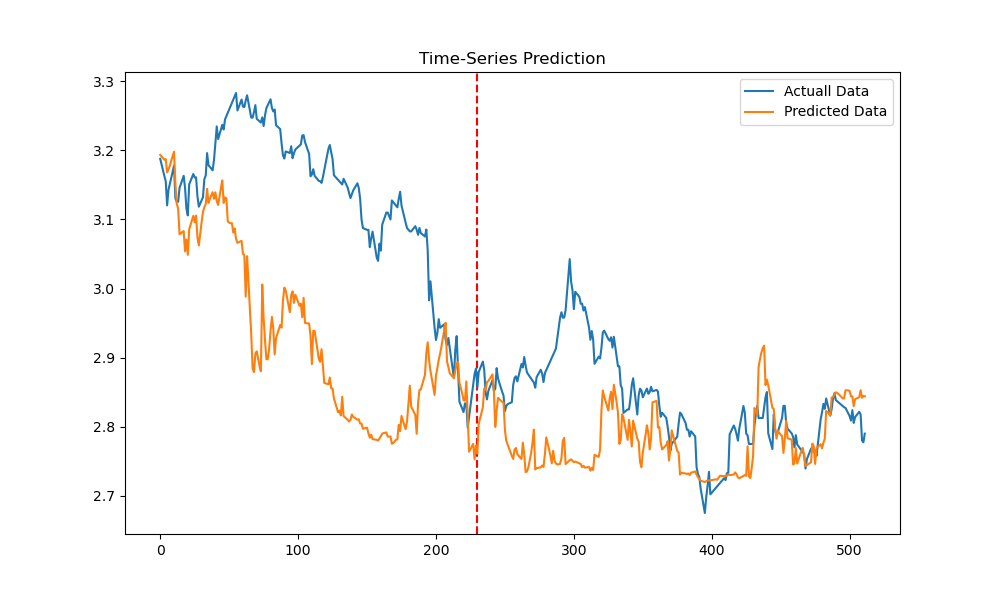 Time-Series Prediction
Actuall Data
Predicted Data
3.3
3.2
3.1
3.0
2.9
2.8
2.7
0 100 200 300 400 500